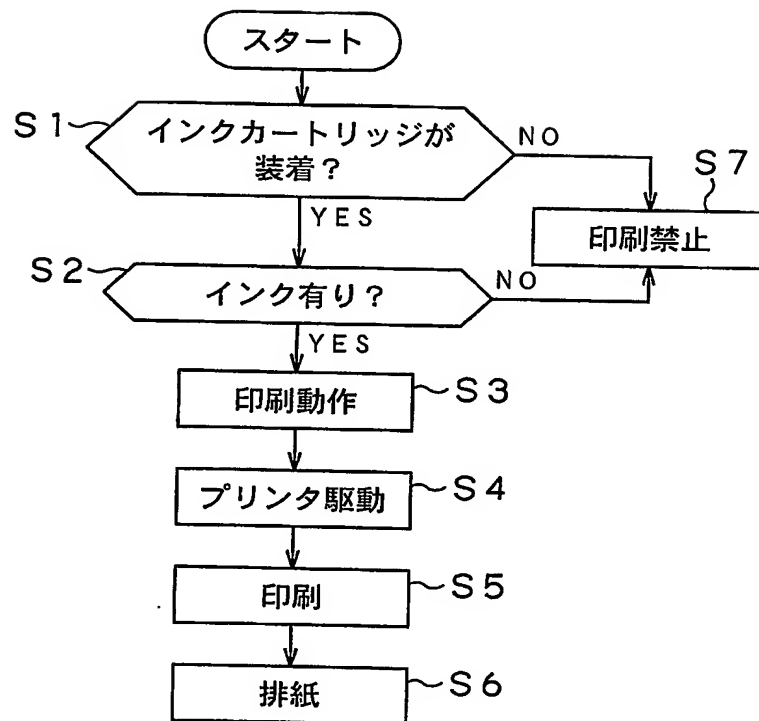 スタート
S1
インクカートリッジが
装着？
NO
S7
YES
印刷禁止
S2
インク有り？
NO
YES
印刷動作
S3
プリンタ駆動
S4
印刷
S5
排紙
S6